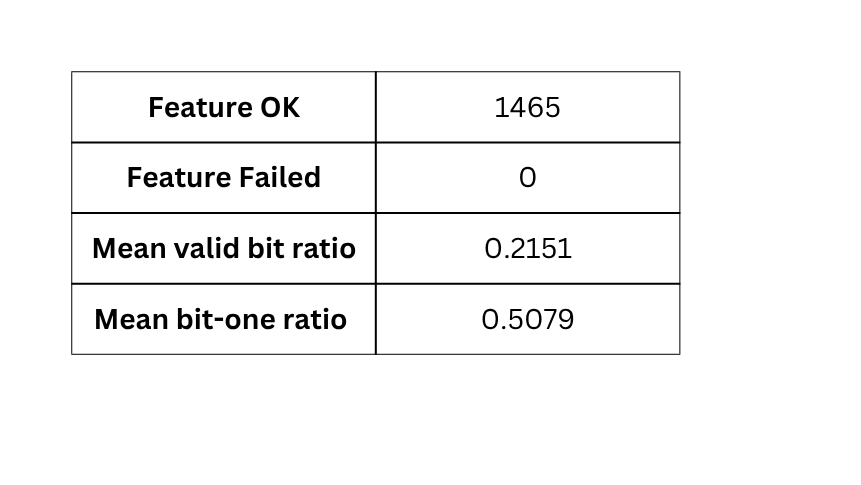 Feature OK 1465
Feature Failed 0
Mean valid bit ratio 0.2151
Mean bit-one ratio 0.5079